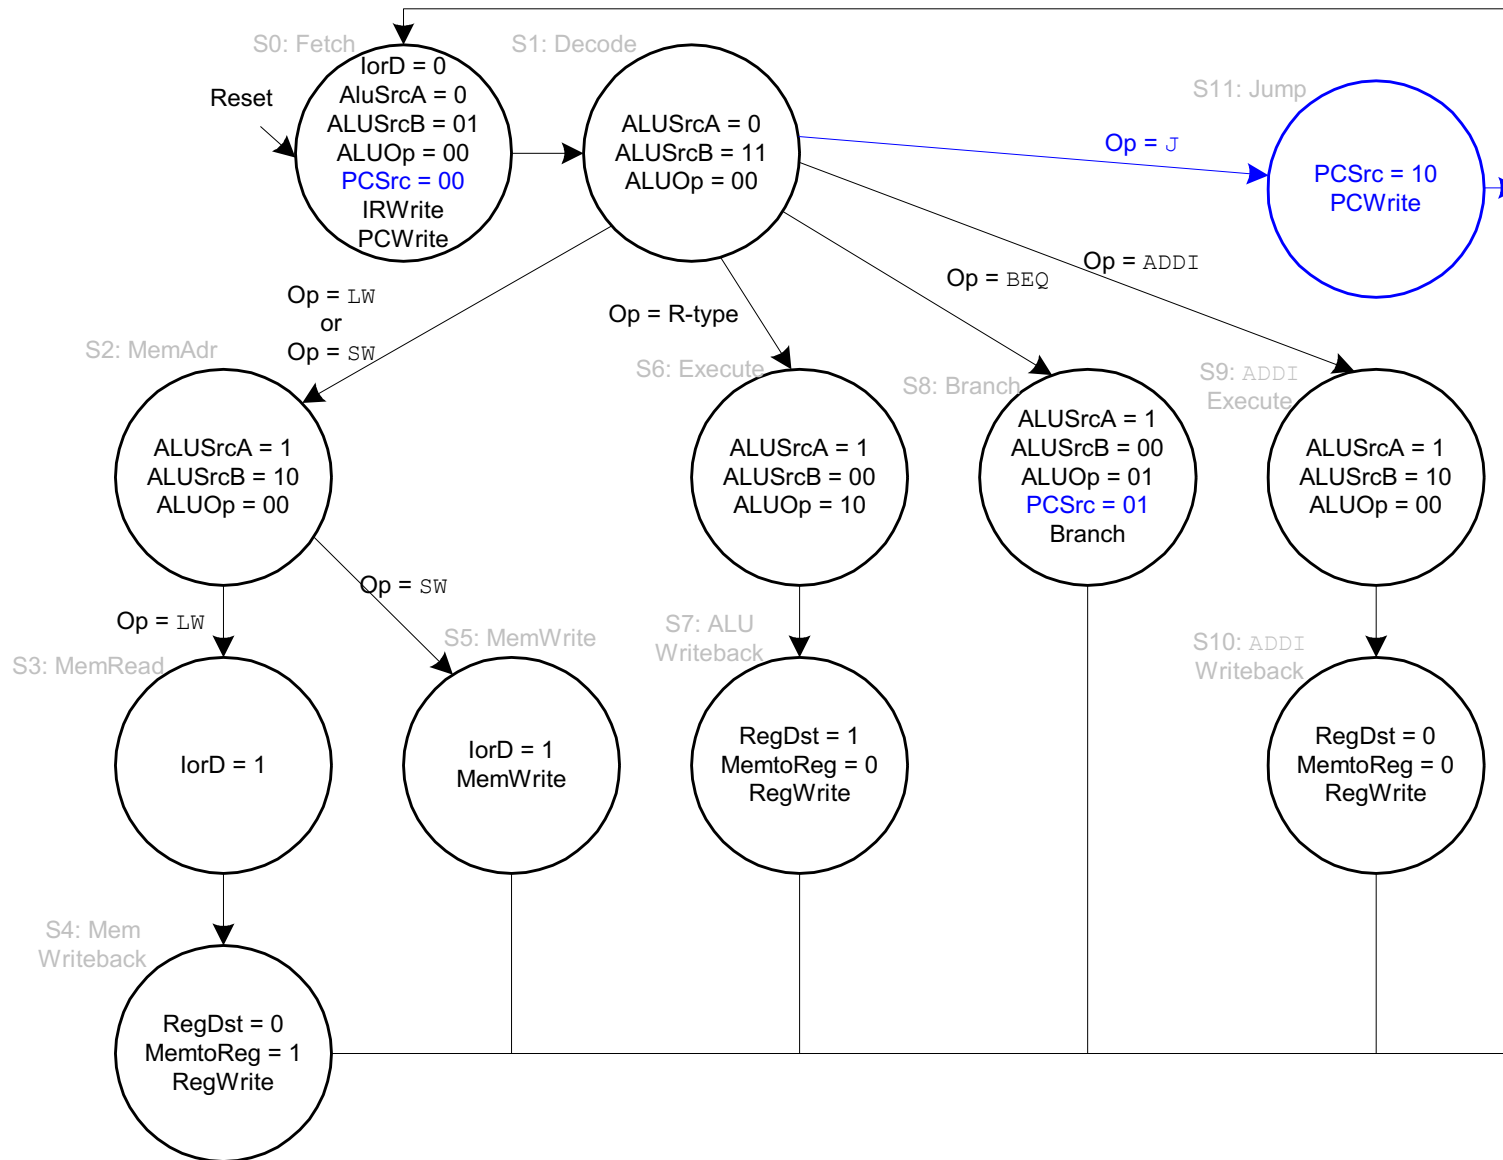 S0: Fetch
S1: Decode
Reset
IorD = 0
AluSrcA = 0
ALUSrcB = 01
ALUOp = 00
PCSrc = 00
IRWrite
PCWrite
ALUSrcA = 0
ALUSrcB = 11
ALUOp = 00
S11: Jump
Op = J
PCSrc = 10
PCWrite
Op = LW
or
Op = SW
Op = R-type
Op = BEQ
Op = ADDI
S2: MemAdr
ALUSrcA = 1
ALUSrcB = 10
ALUOp = 00
S6: Execute
ALUSrcA = 1
ALUSrcB = 00
ALUOp = 10
S8: Branch
ALUSrcA = 1
ALUSrcB = 00
ALUOp = 01
PCSrc = 01
Branch
S9: ADDI
Execute
ALUSrcA = 1
ALUSrcB = 10
ALUOp = 00
Op = LW
Op = SW
S3: MemRead
IorD = 1
S5: MemWrite
IorD = 1
MemWrite
S7: ALU
Writeback
RegDst = 1
MemtoReg = 0
RegWrite
S10: ADDI
Writeback
RegDst = 0
MemtoReg = 0
RegWrite
S4: Mem
Writeback
RegDst = 0
MemtoReg = 1
RegWrite